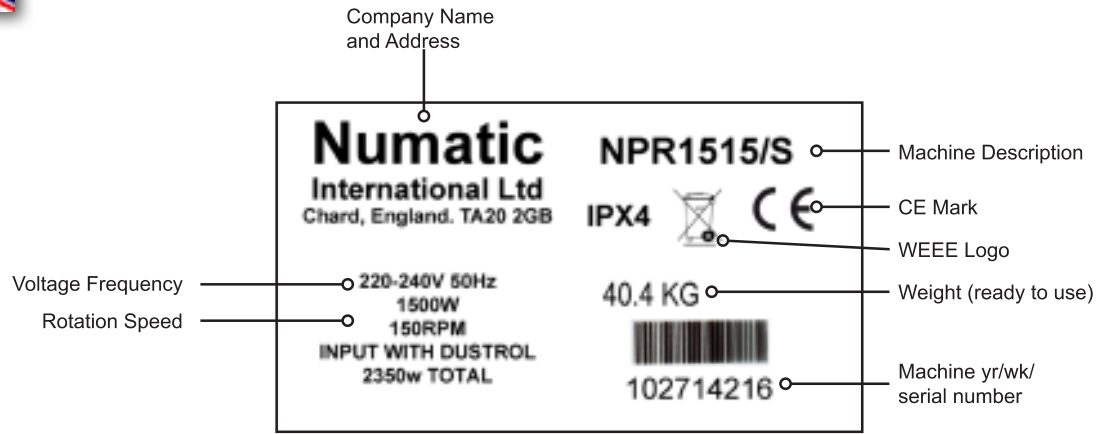 Company Name
and Address
Numatic
International Ltd
Chard, England. TA20 2GB
NPR1515/S
Machine Description
IPX4
CE
CE Mark
WEEE Logo
Voltage Frequency
220-240V 50Hz
1500W
Rotation Speed
150RPM
INPUT WITH DUSTROL
2350w TOTAL
40.4 KG
Weight (ready to use)
102714216
Machine yr/wk/
serial number